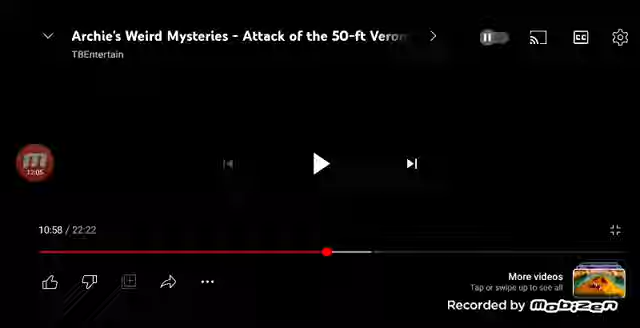 Archie's Weird Mysteries - Attack of the 50-ft Veron
TBEntertain
CC
m
12:05
10:58 / 22:22
More videos
Tap or swipe up to see all
Recorded by Mobizen